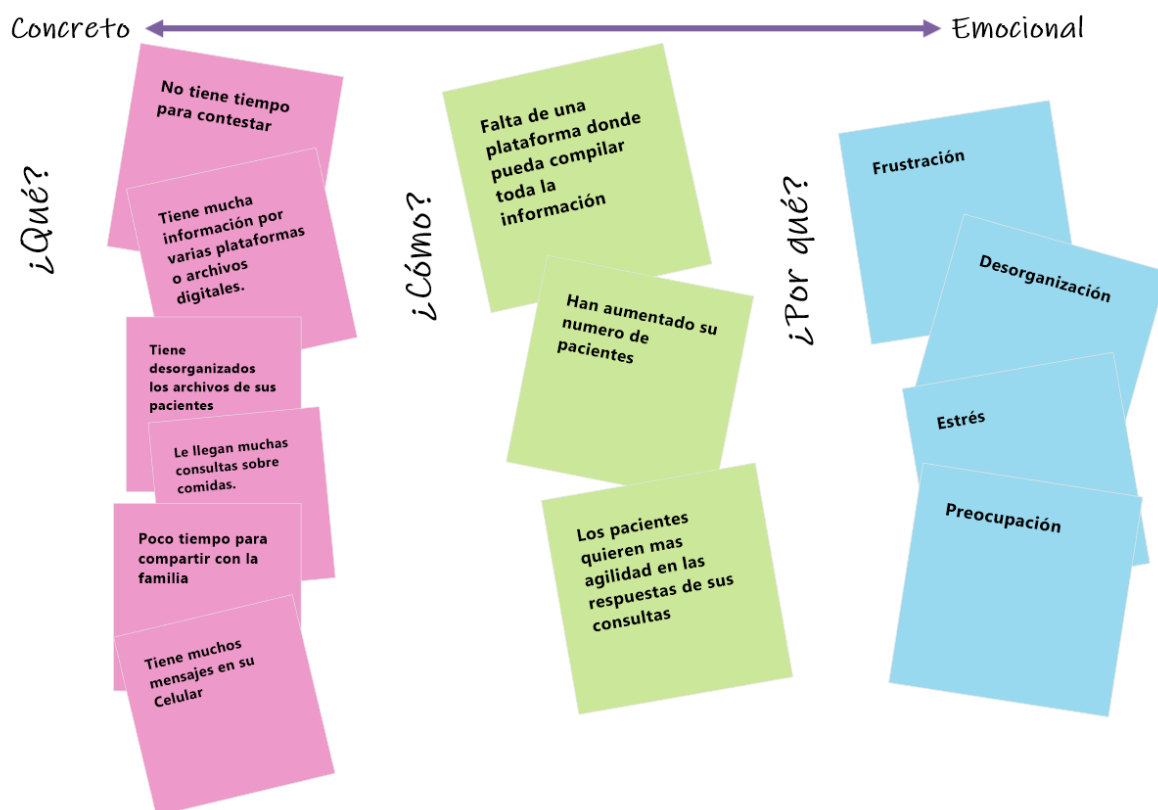 Concreto
Emocional
¿Qué?
No tiene tiempo
para contestar
Tiene mucha
información por
varias plataformas
o archivos
digitales.
Tiene
desorganizados
los archivos de sus
pacientes
Le llegan muchas
consultas sobre
comidas.
Poco tiempo para
compartir con la
familia
Tiene muchos
mensajes en su
Celular
¿Cómo?
Falta de una
plataforma donde
pueda compilar
toda la
información
Han aumentado su
numero de
pacientes
Los pacientes
quieren mas
agilidad en las
respuestas de sus
consultas
¿Por qué?
Frustración
Desorganización
Estrés
Preocupación